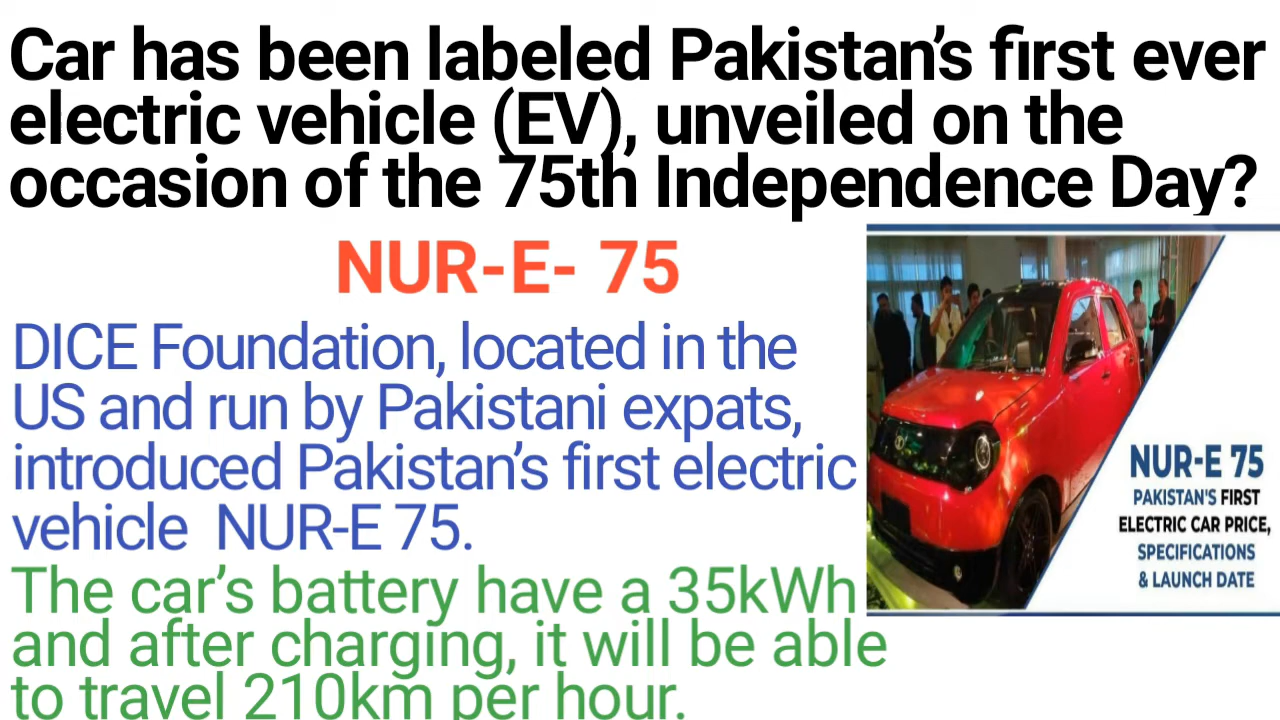 Car has been labeled Pakistan's first ever
electric vehicle (EV), unveiled on the
occasion of the 75th Independence Day?
NUR-E- 75
DICE Foundation, located in the
US and run by Pakistani expats,
introduced Pakistan's first electric
vehicle NUR-E 75.
The car's battery have a 35kWh
and after charging, it will be able
to travel 210km per hour.
NUR-E 75
PAKISTAN'S FIRST
ELECTRIC CAR PRICE,
SPECIFICATIONS
& LAUNCH DATE